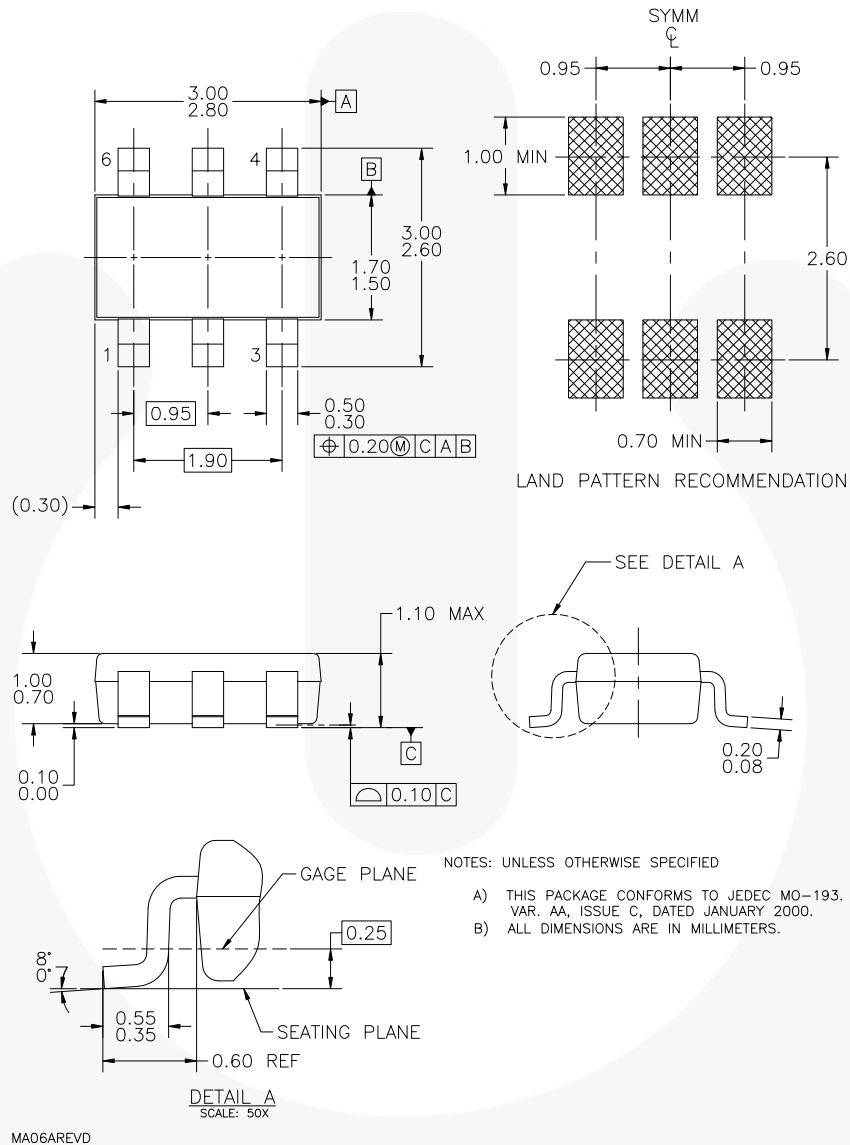 SYMM
℄
0.95
0.95
3.00
2.80
A
6
4
B
1.00 MIN
3.00
2.60
1.70
1.50
2.60
1
3
0.95
0.50
0.30
⌖ 0.20Ⓜ C A B
1.90
0.70 MIN
LAND PATTERN RECOMMENDATION
(0.30)
SEE DETAIL A
1.10 MAX
1.00
0.70
C
0.10
0.00
⌓ 0.10 C
0.20
0.08
GAGE PLANE
0.25
8°
0°
0.55
0.35
SEATING PLANE
0.60 REF
DETAIL A
SCALE: 50X
NOTES: UNLESS OTHERWISE SPECIFIED
A) THIS PACKAGE CONFORMS TO JEDEC MO-193.
VAR. AA, ISSUE C, DATED JANUARY 2000.
B) ALL DIMENSIONS ARE IN MILLIMETERS.
MA06AREVD